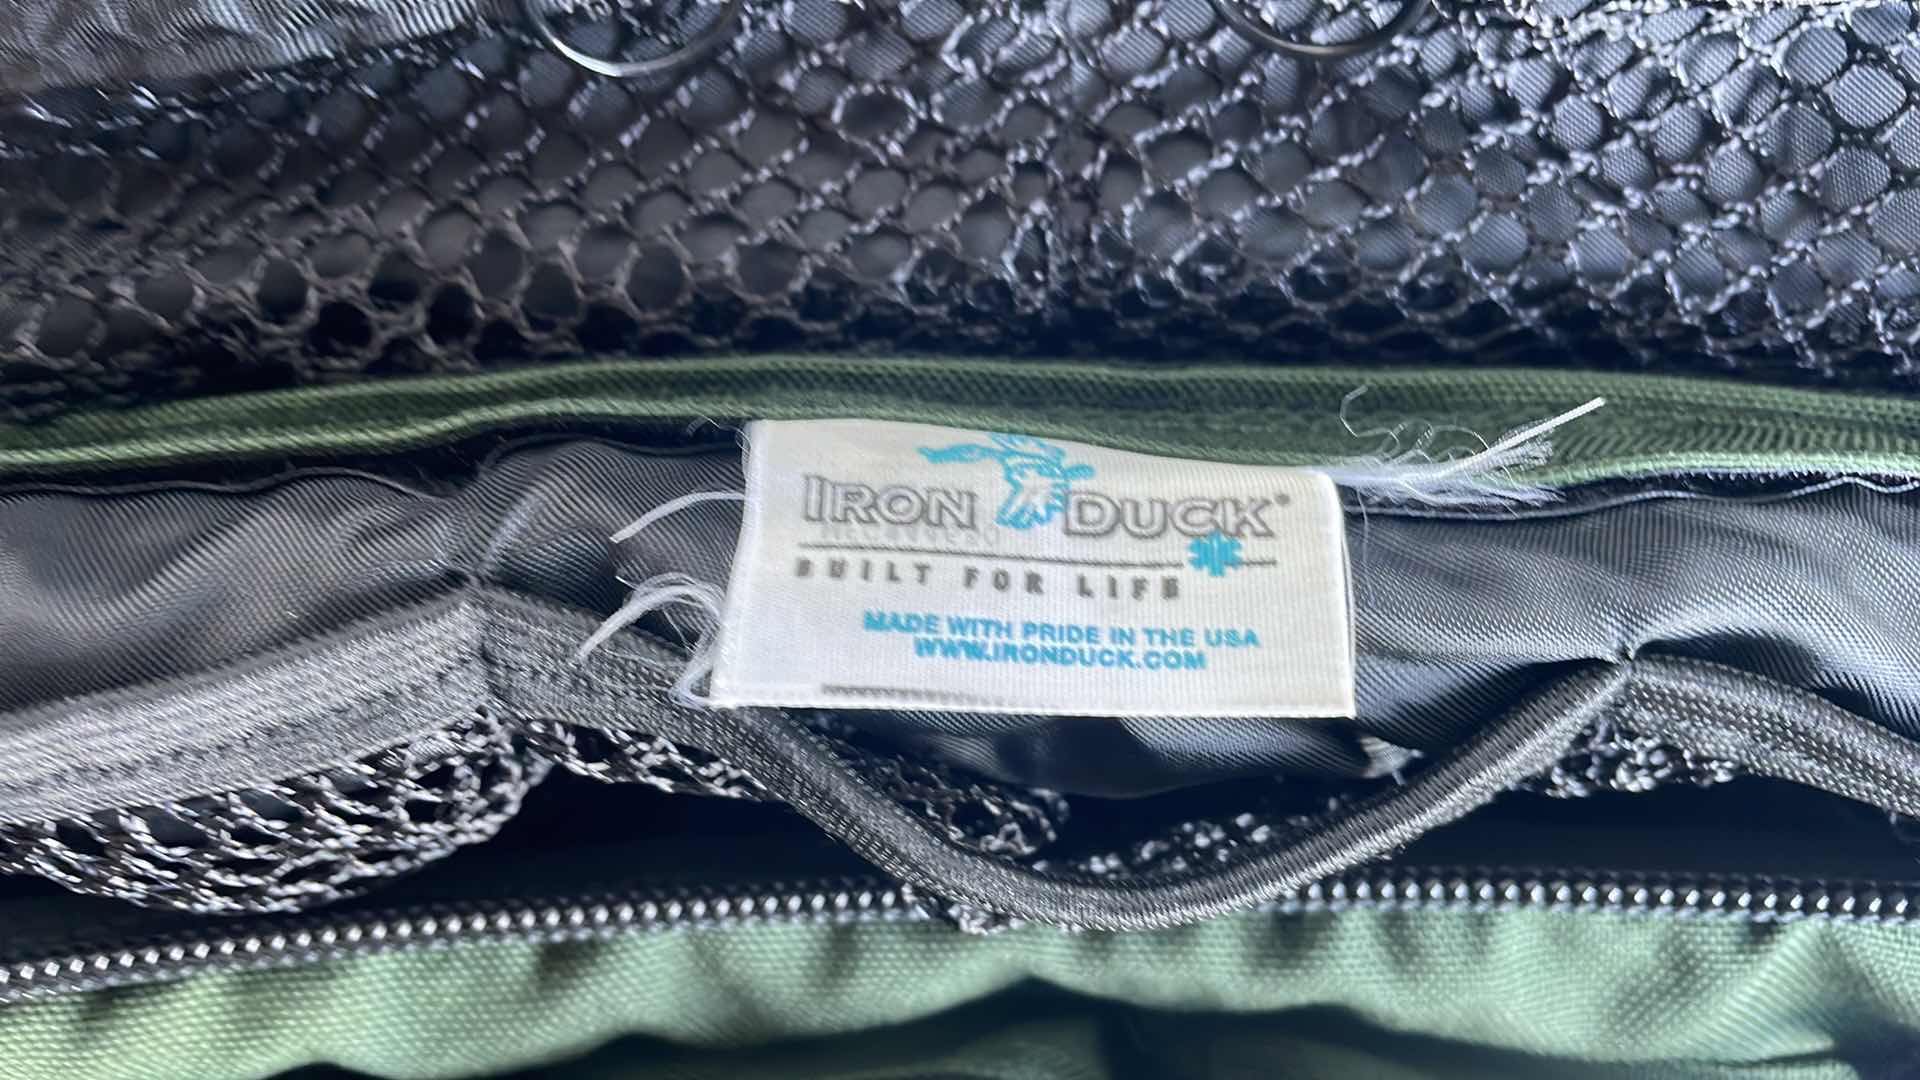 IRON DUCK®
BUILT FOR LIFE
MADE WITH PRIDE IN THE USA
WWW.IRONDUCK.COM